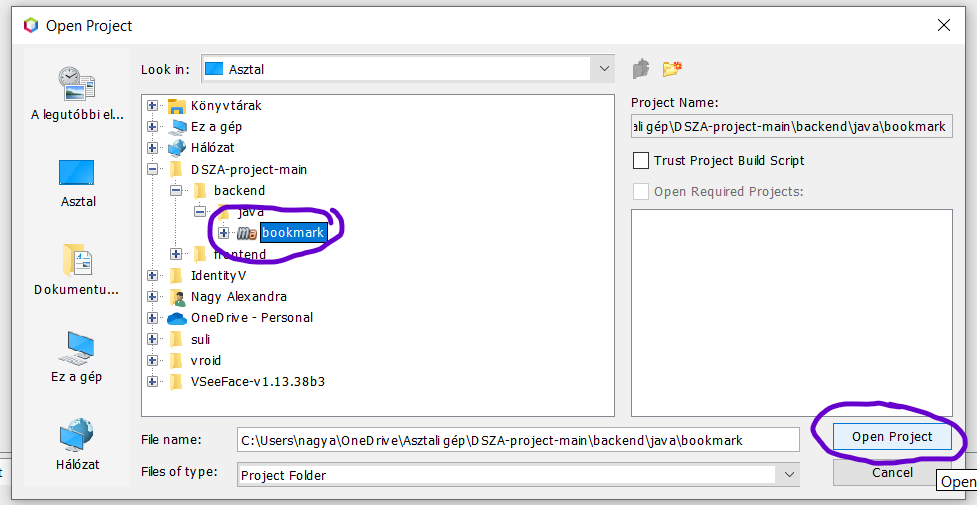 Open Project
Look in:
Asztal
A legutóbbi el...
Asztal
Dokumentu...
Ez a gép
Hálózat
Könyvtárak
Ez a gép
Hálózat
DSZA-project-main
backend
java
Ma bookmark
frontend
IdentityV
Nagy Alexandra
OneDrive - Personal
suli
vroid
VSeeFace-v1.13.38b3
Project Name:
ali gép\DSZA-project-main\backend\java\bookmark
Trust Project Build Script
Open Required Projects:
File name:
C:\Users\nagya\OneDrive\Asztali gép\DSZA-project-main\backend\java\bookmark
Open Project
Files of type:
Project Folder
Cancel
Open
t